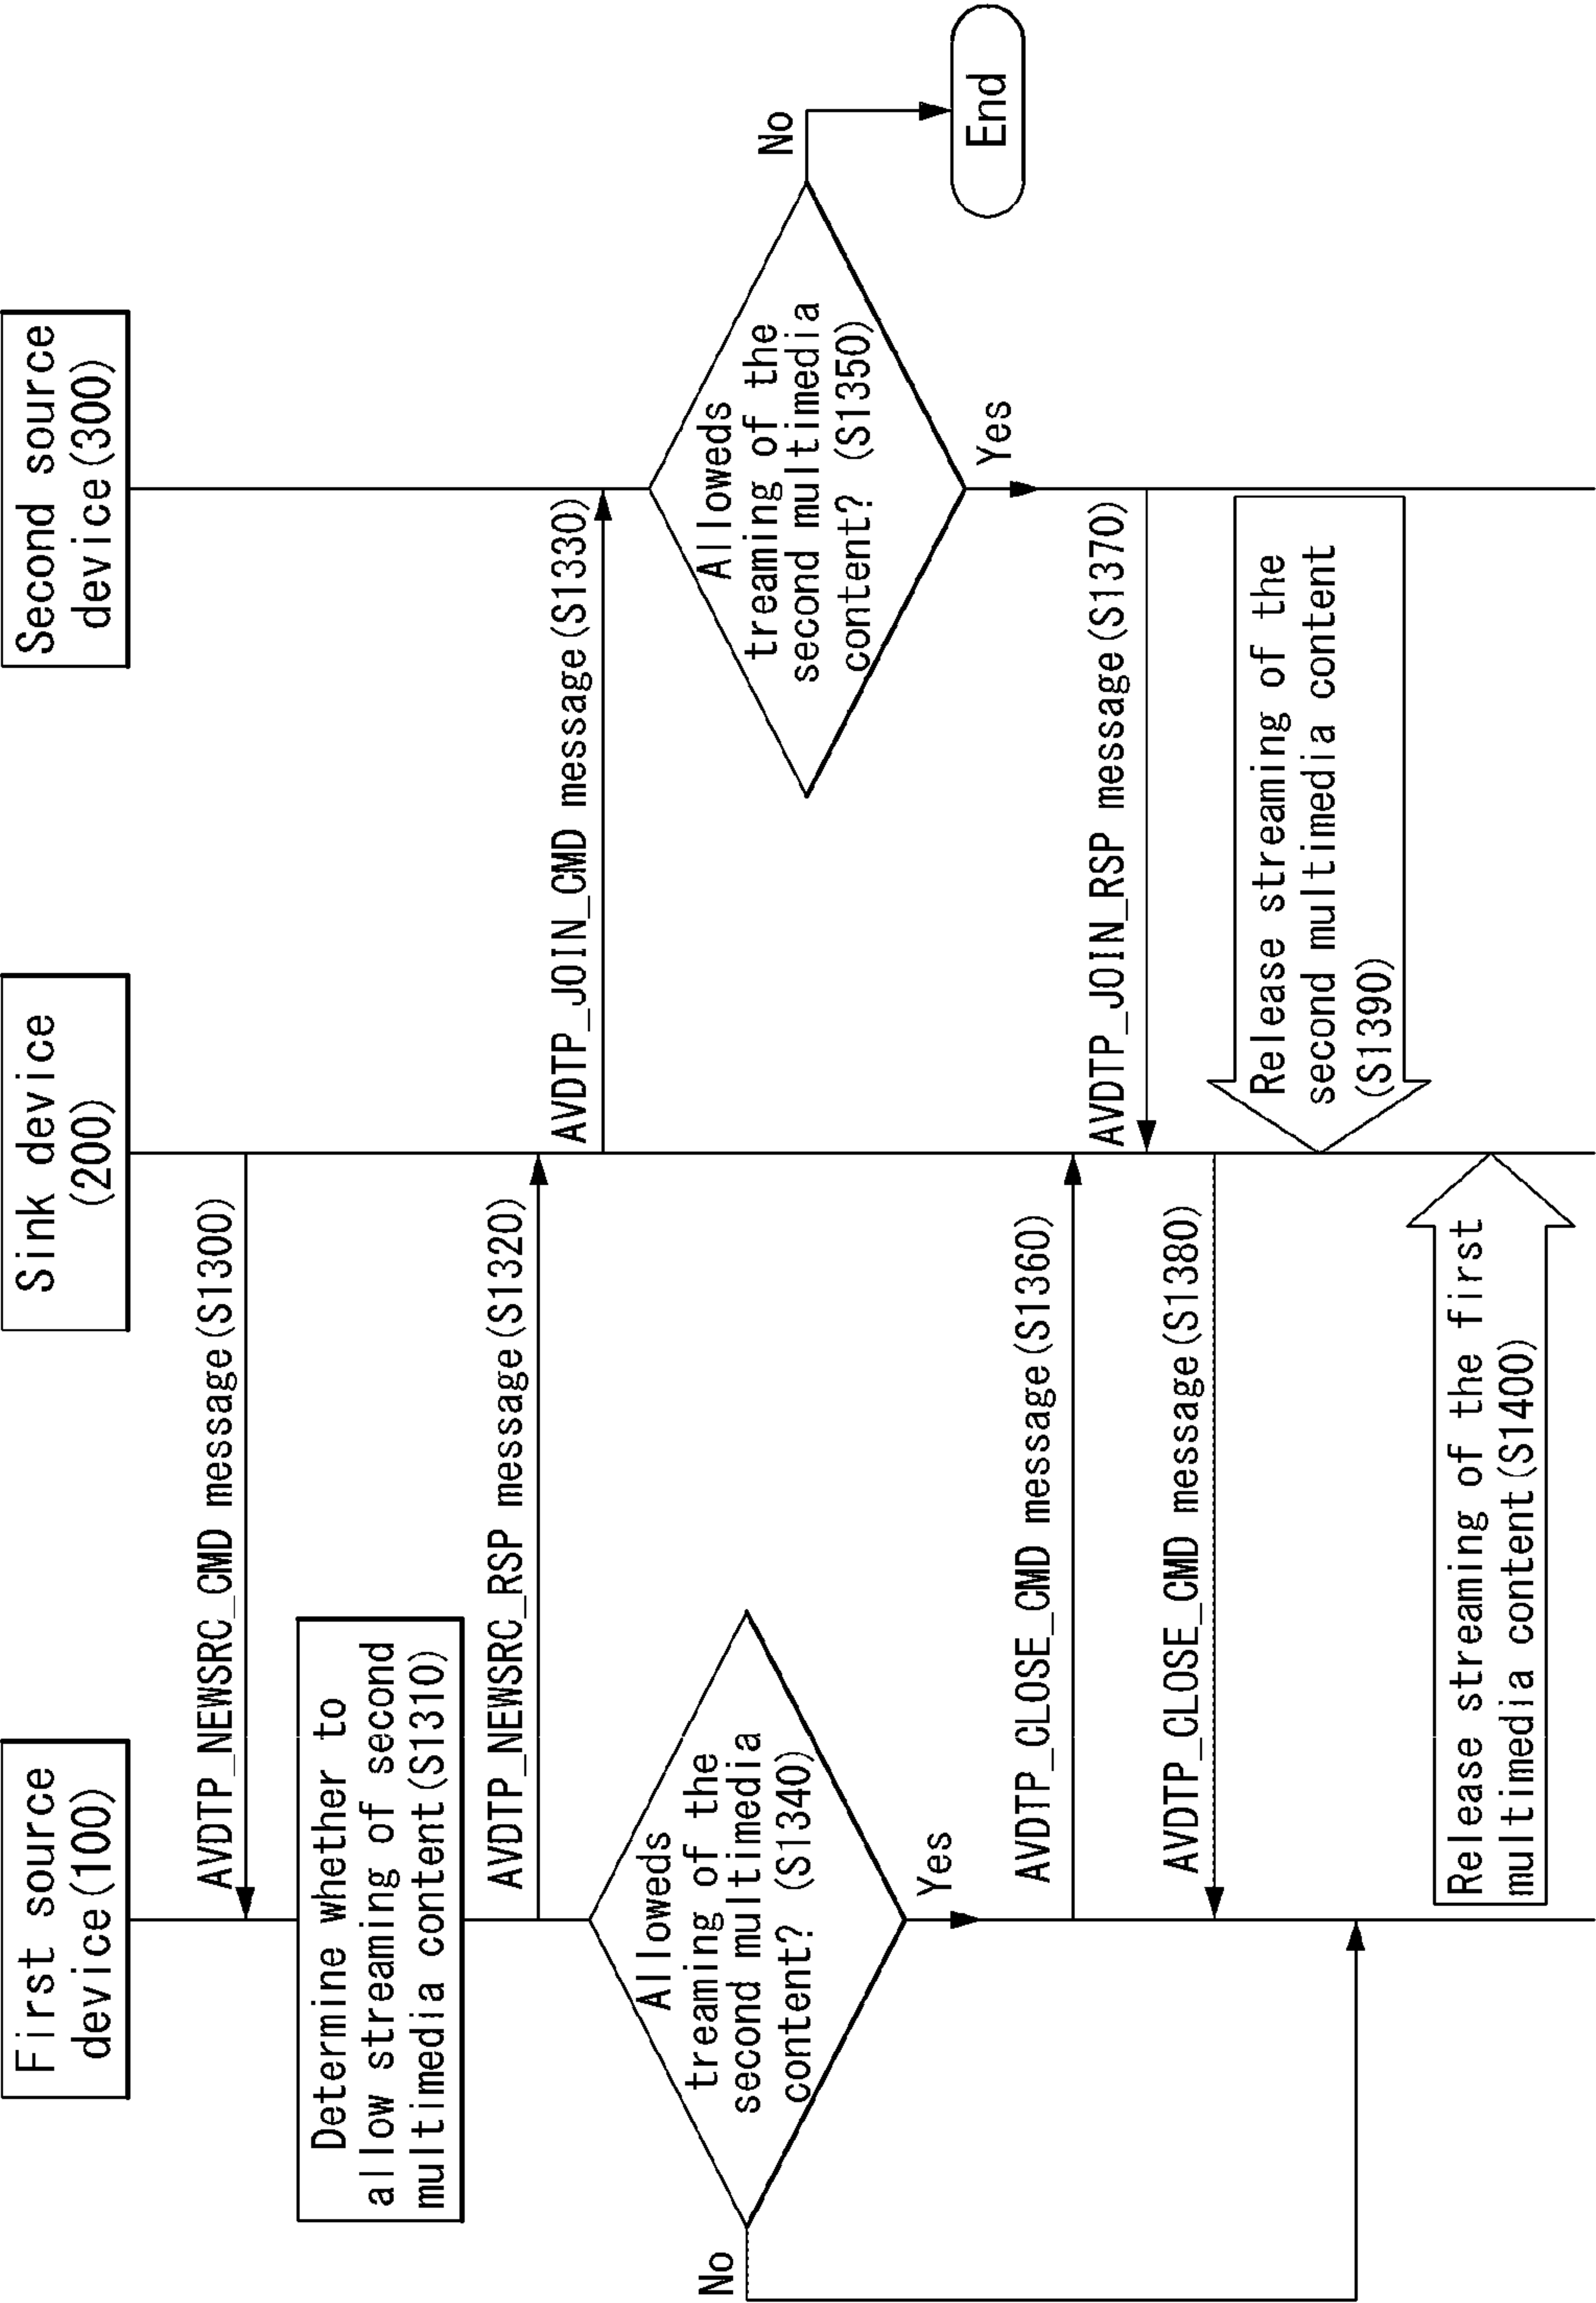 First source
device(100)
Sink device
(200)
Second source
device(300)
AVDTP_NEWSRC_CMD message(S1300)
Determine whether to
allow streaming of second
multimedia content(S1310)
AVDTP_NEWSRC_RSP message(S1320)
AVDTP_JOIN_CMD message(S1330)
Alloweds
treaming of the
second multimedia
content? (S1340)
No
Yes
Alloweds
treaming of the
second multimedia
content? (S1350)
No
End
Yes
AVDTP_CLOSE_CMD message(S1360)
AVDTP_JOIN_RSP message(S1370)
AVDTP_CLOSE_CMD message(S1380)
Release streaming of the
second multimedia content
(S1390)
Release streaming of the first
multimedia content(S1400)